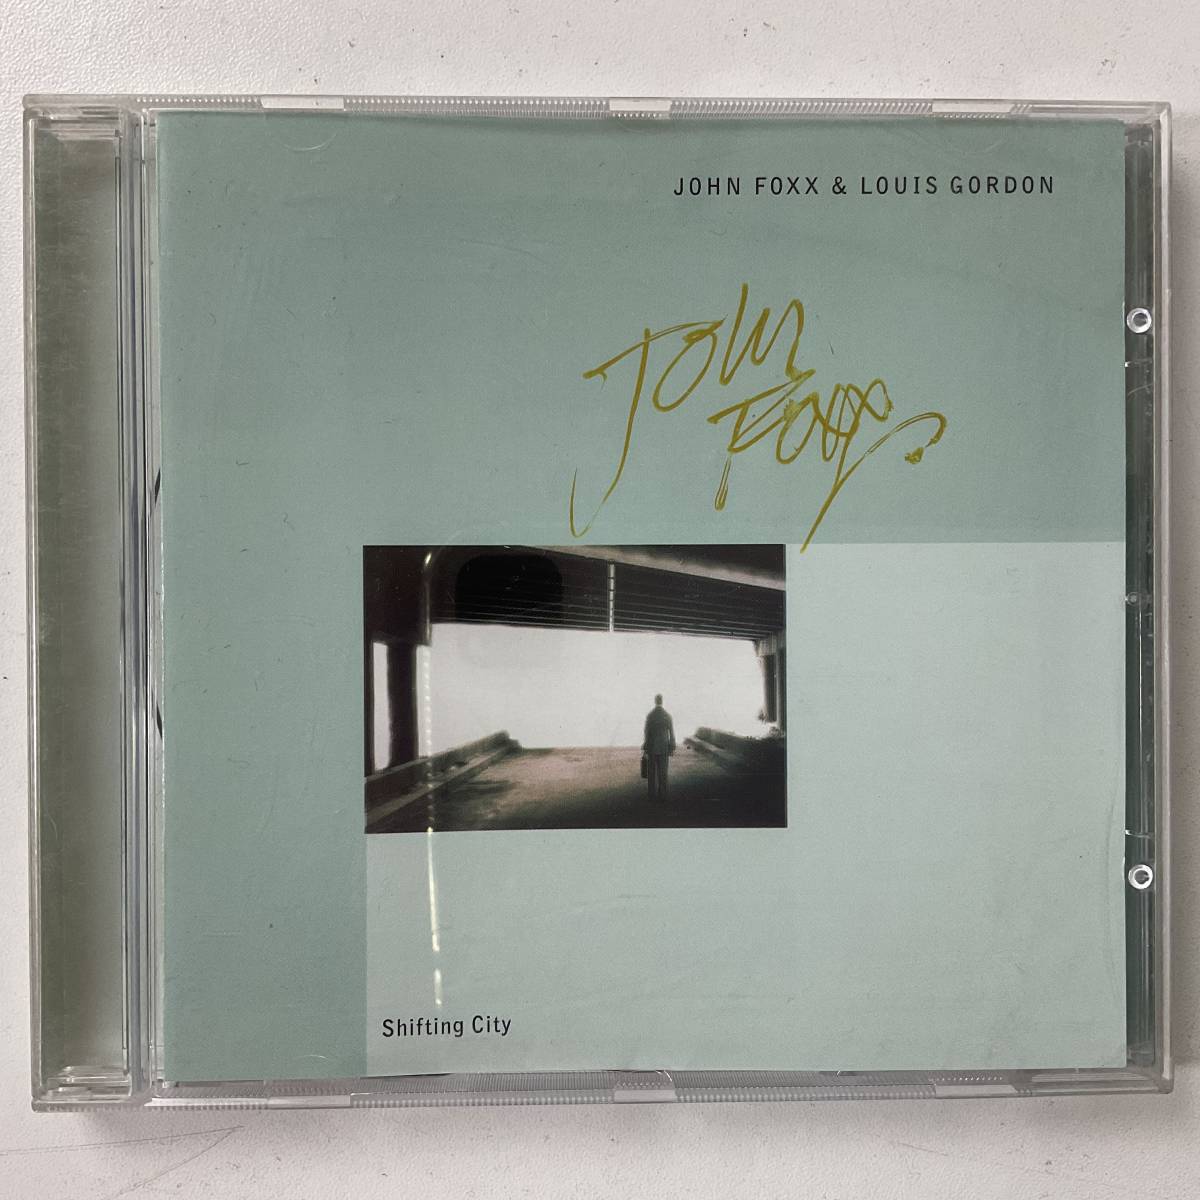 JOHN FOXX & LOUIS GORDON
John
Foxx
Shifting City